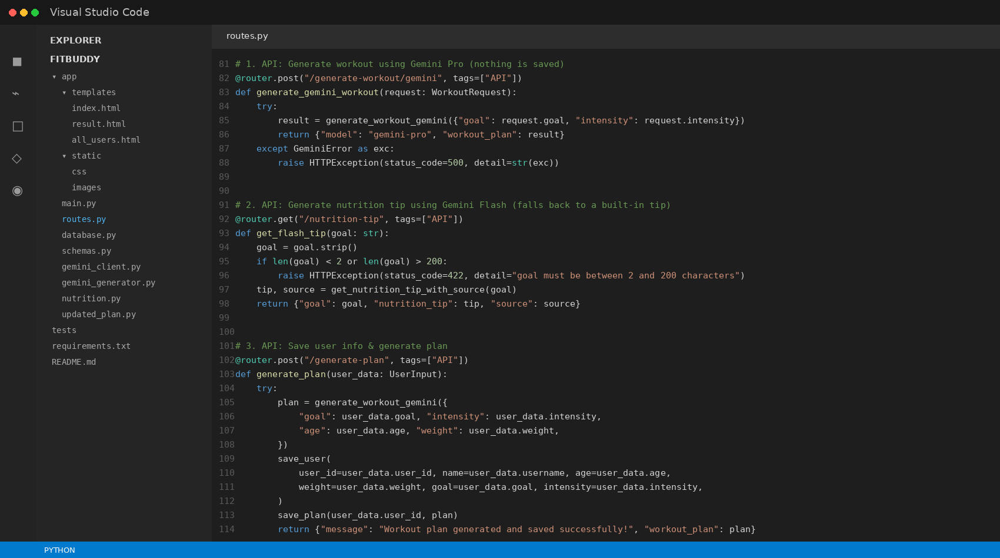 Visual Studio Code
EXPLORER
FITBUDDY
▾ app
▾ templates
index.html
result.html
all_users.html
▾ static
css
images
main.py
routes.py
database.py
schemas.py
gemini_client.py
gemini_generator.py
nutrition.py
updated_plan.py
tests
requirements.txt
README.md
routes.py
81 # 1. API: Generate workout using Gemini Pro (nothing is saved)
82 @router.post("/generate-workout/gemini", tags=["API"])
83 def generate_gemini_workout(request: WorkoutRequest):
84     try:
85         result = generate_workout_gemini({"goal": request.goal, "intensity": request.intensity})
86         return {"model": "gemini-pro", "workout_plan": result}
87     except GeminiError as exc:
88         raise HTTPException(status_code=500, detail=str(exc))
89
90
91 # 2. API: Generate nutrition tip using Gemini Flash (falls back to a built-in tip)
92 @router.get("/nutrition-tip", tags=["API"])
93 def get_flash_tip(goal: str):
94     goal = goal.strip()
95     if len(goal) < 2 or len(goal) > 200:
96         raise HTTPException(status_code=422, detail="goal must be between 2 and 200 characters")
97     tip, source = get_nutrition_tip_with_source(goal)
98     return {"goal": goal, "nutrition_tip": tip, "source": source}
99
100
101 # 3. API: Save user info & generate plan
102 @router.post("/generate-plan", tags=["API"])
103 def generate_plan(user_data: UserInput):
104     try:
105         plan = generate_workout_gemini({
106             "goal": user_data.goal, "intensity": user_data.intensity,
107             "age": user_data.age, "weight": user_data.weight,
108         })
109         save_user(
110             user_id=user_data.user_id, name=user_data.username, age=user_data.age,
111             weight=user_data.weight, goal=user_data.goal, intensity=user_data.intensity,
112         )
113         save_plan(user_data.user_id, plan)
114         return {"message": "Workout plan generated and saved successfully!", "workout_plan": plan}
PYTHON